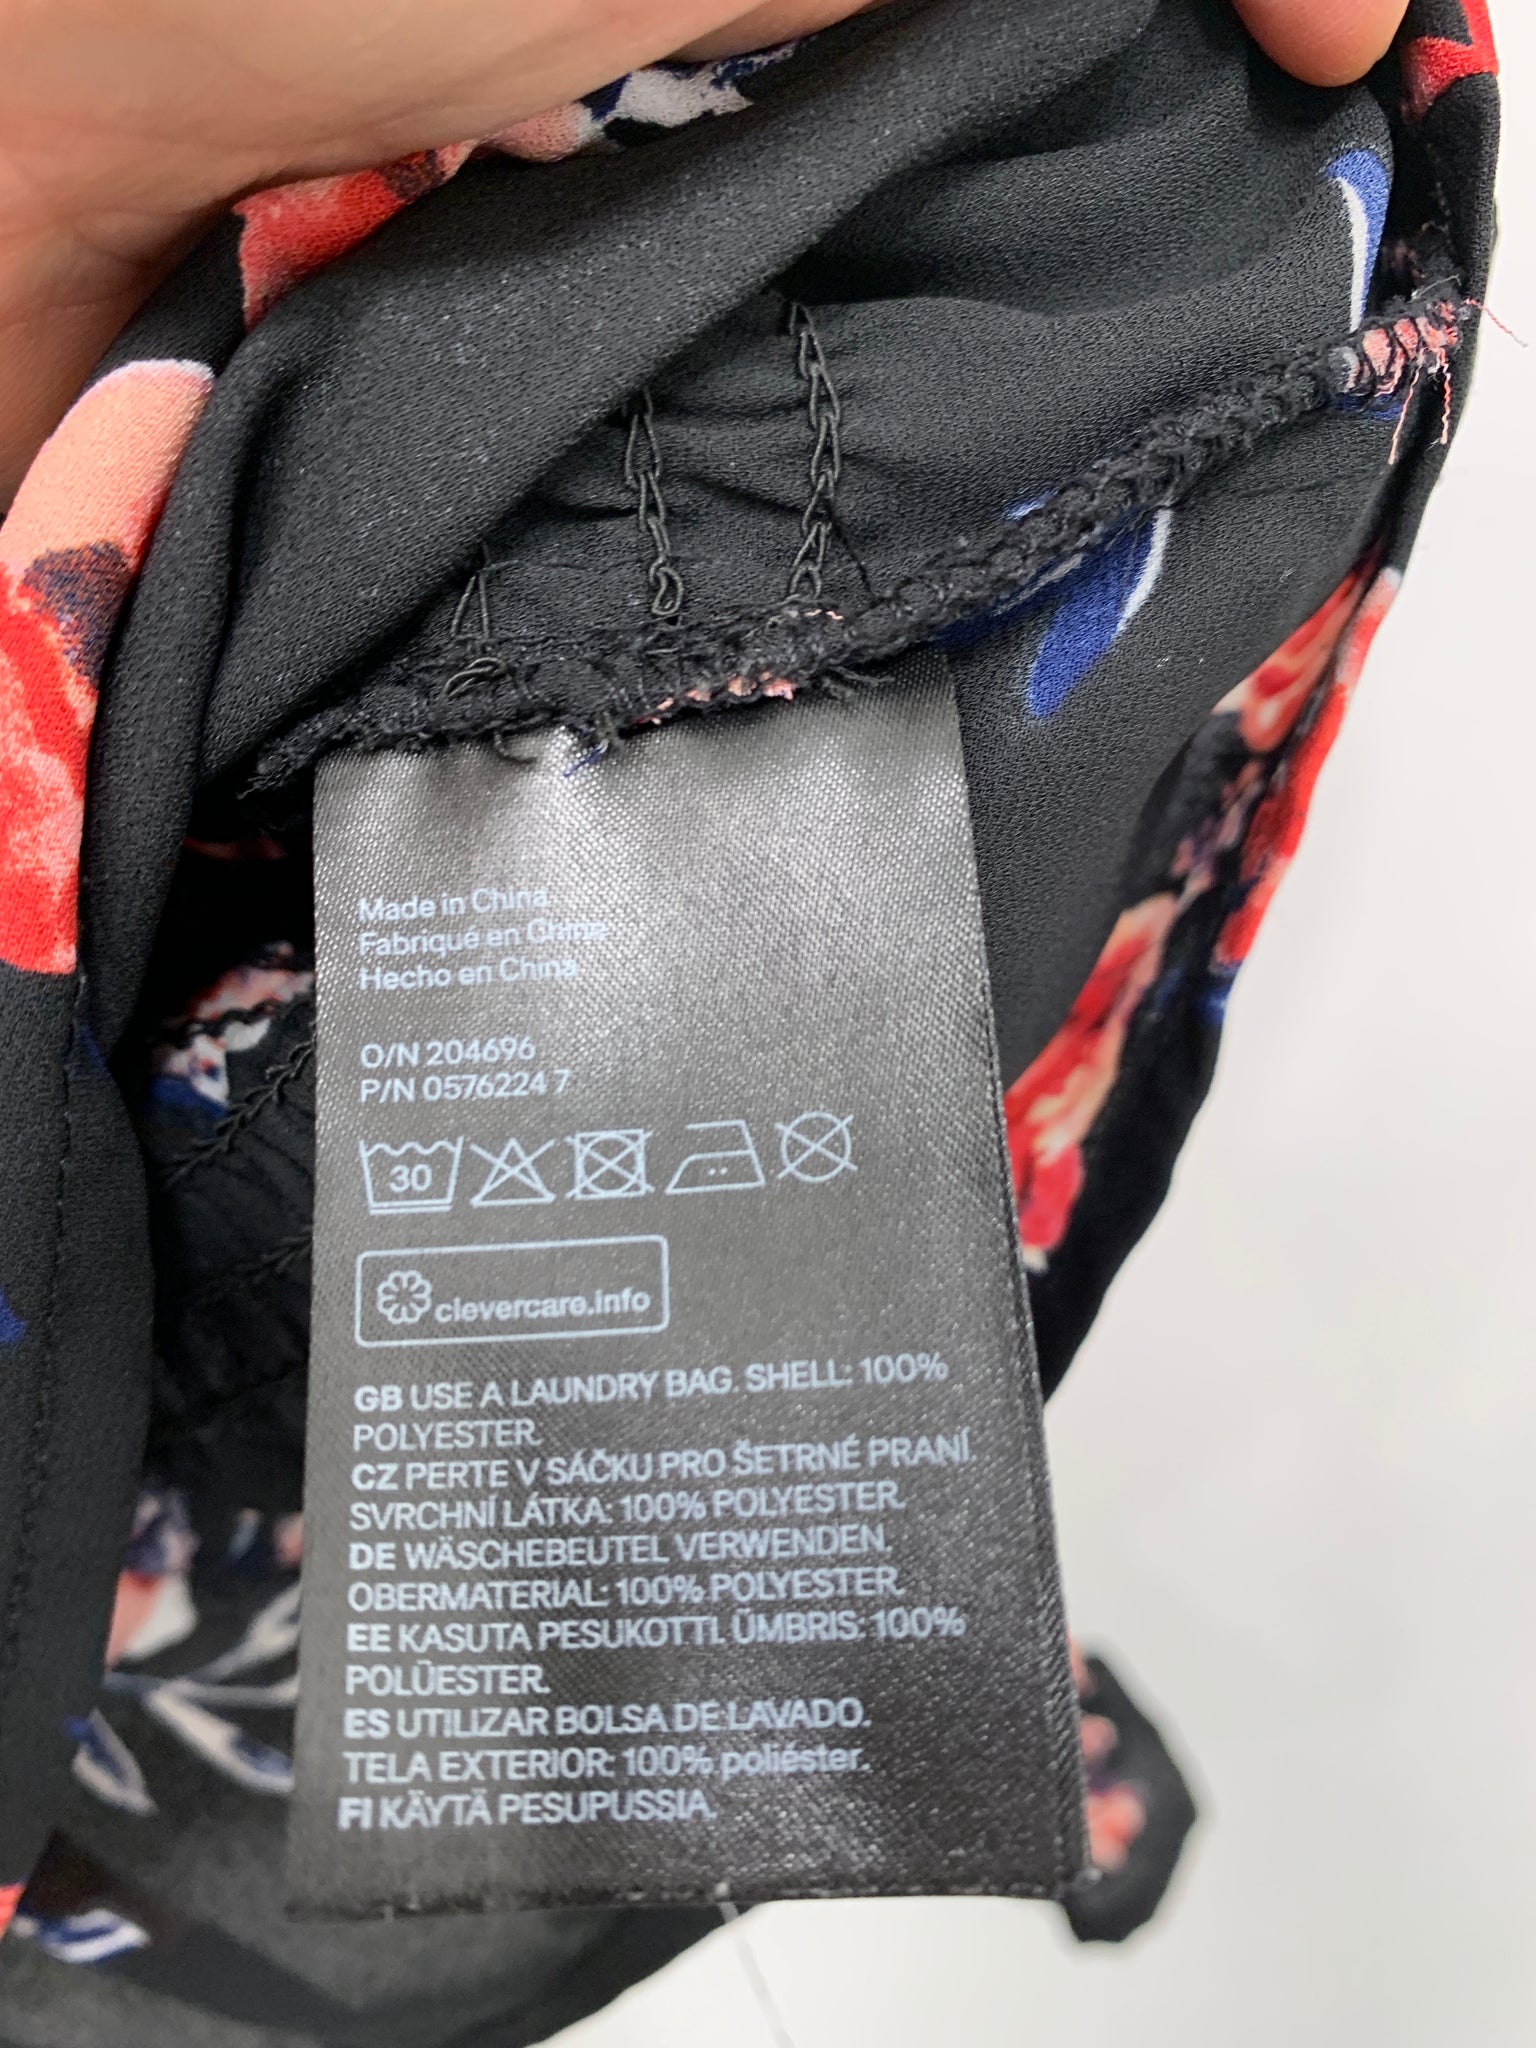 Made in China
Fabriqué en Chine
Hecho en China
O/N 204696
P/N 0576224 7
30
clevercare.info
GB USE A LAUNDRY BAG. SHELL: 100%
POLYESTER.
CZ PERTE V SÁČKU PRO ŠETRNÉ PRANÍ.
SVRCHNÍ LÁTKA: 100% POLYESTER.
DE WÄSCHEBEUTEL VERWENDEN.
OBERMATERIAL: 100% POLYESTER.
EE KASUTA PESUKOTTI. ÜMBRIS: 100%
POLÜESTER.
ES UTILIZAR BOLSA DE LAVADO.
TELA EXTERIOR: 100% poliéster.
FI KÄYTÄ PESUPUSSIA.